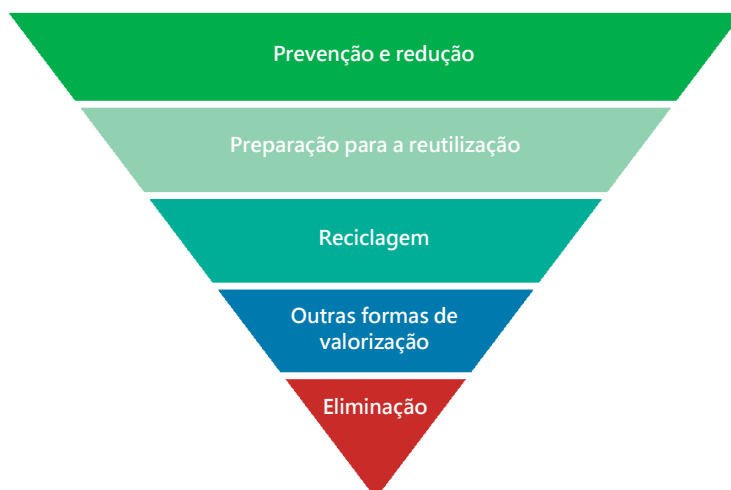 Prevenção e redução
Preparação para a reutilização
Reciclagem
Outras formas de
valorização
Eliminação